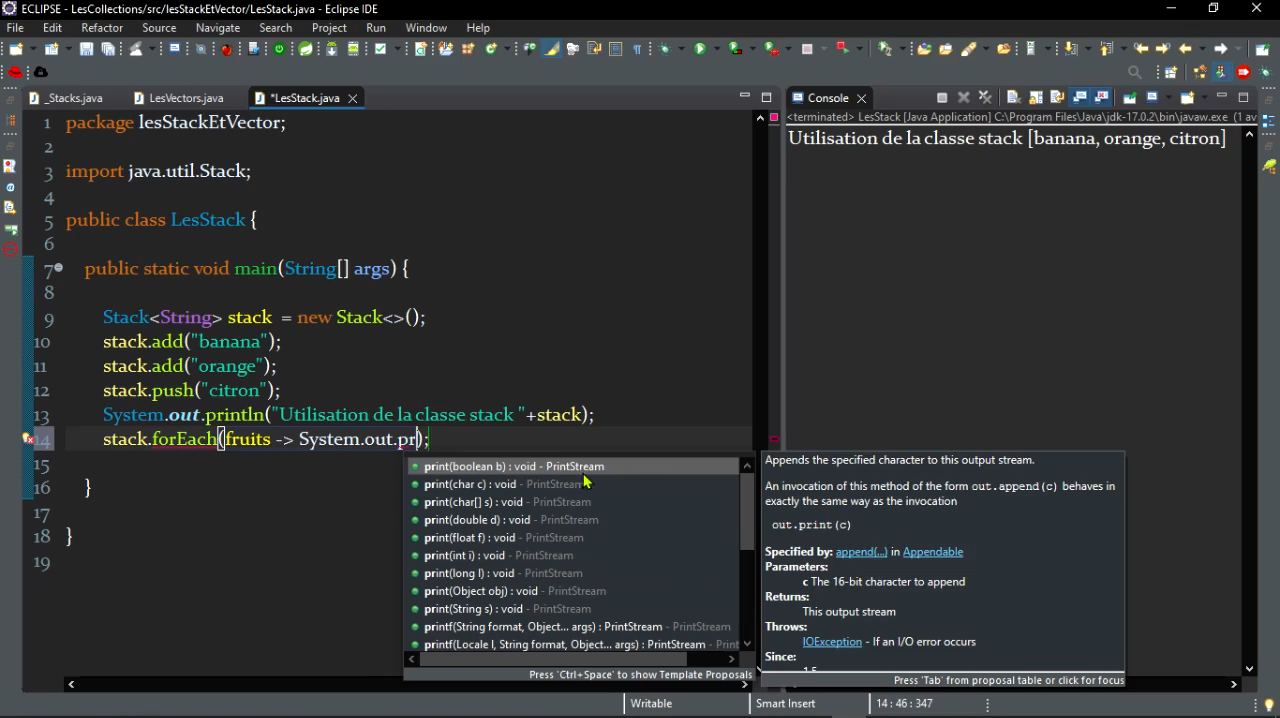 ECLIPSE - LesCollections/src/lesStackEtVector/LesStack.java - Eclipse IDE
File Edit Refactor Source Navigate Search Project Run Window Help
_Stacks.java LesVectors.java *LesStack.java
1 package lesStackEtVector;
2
3 import java.util.Stack;
4
5 public class LesStack {
6
7 public static void main(String[] args) {
8
9 Stack<String> stack = new Stack<>();
10 stack.add("banana");
11 stack.add("orange");
12 stack.push("citron");
13 System.out.println("Utilisation de la classe stack "+stack);
14 stack.forEach(fruits -> System.out.pr);
15
16 }
17
18 }
19
print(boolean b) : void - PrintStream
print(char c) : void - PrintStream
print(char[] s) : void - PrintStream
print(double d) : void - PrintStream
print(float f) : void - PrintStream
print(int i) : void - PrintStream
print(long l) : void - PrintStream
print(Object obj) : void - PrintStream
print(String s) : void - PrintStream
printf(String format, Object... args) : PrintStream - PrintStream
printf(Locale l, String format, Object... args) : PrintStream - Print
Press 'Ctrl+Space' to show Template Proposals
Appends the specified character to this output stream.
An invocation of this method of the form out.append(c) behaves in
exactly the same way as the invocation
out.print(c)
Specified by: append(...) in Appendable
Parameters:
c The 16-bit character to append
Returns:
This output stream
Throws:
IOException - If an I/O error occurs
Since:
Press 'Tab' from proposal table or click for focus
Console
<terminated> LesStack [Java Application] C:\Program Files\Java\jdk-17.0.2\bin\javaw.exe (1 av
Utilisation de la classe stack [banana, orange, citron]
Writable Smart Insert 14 : 46 : 347